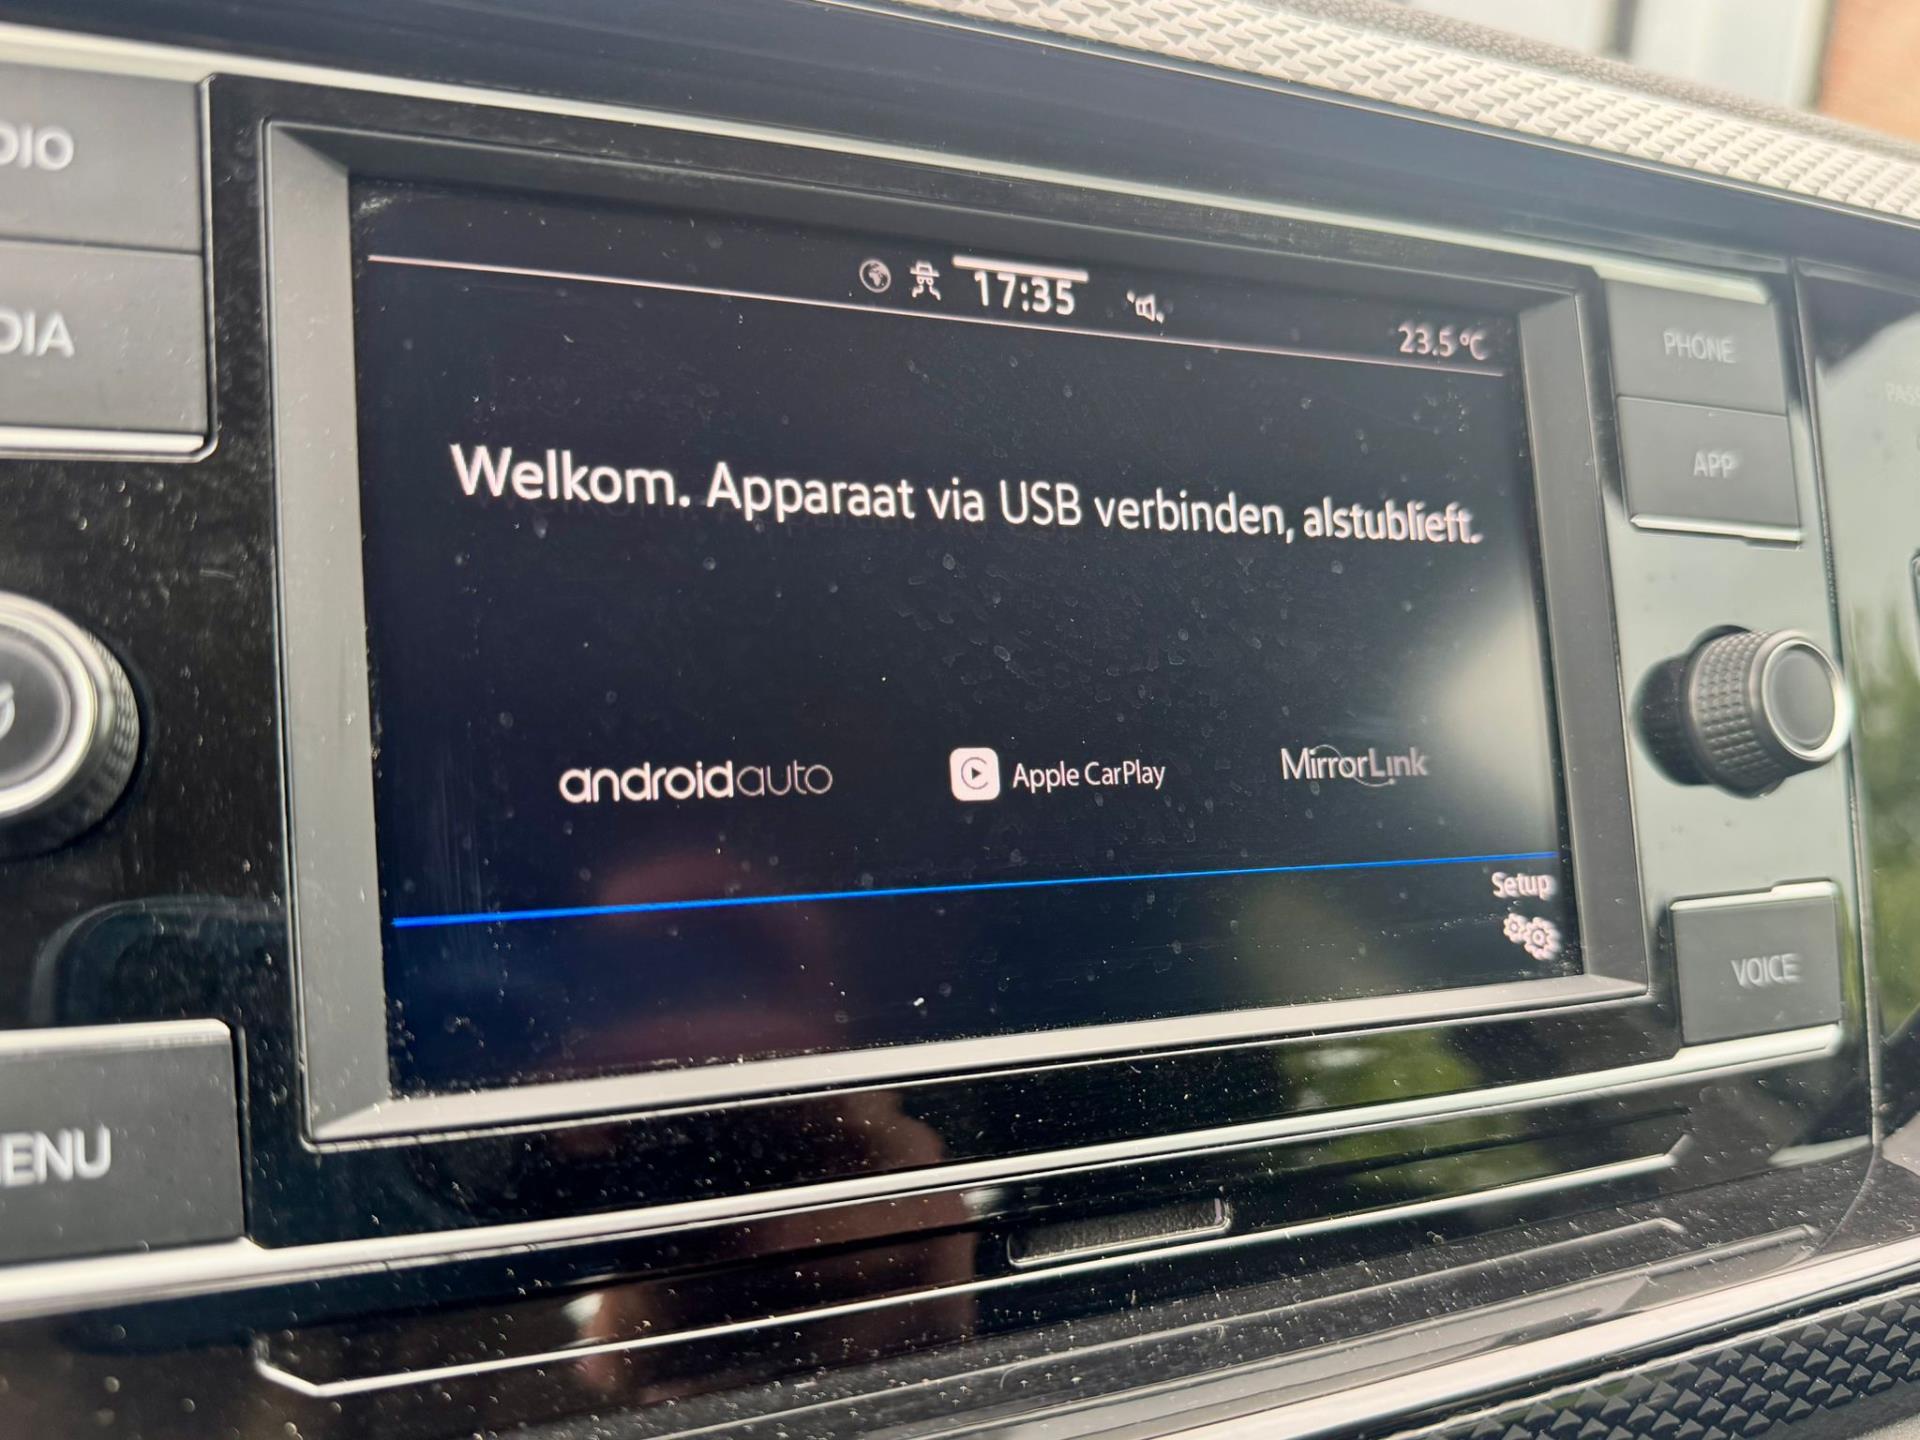 DIO
DIA
17:35
23.5 °C
PHONE
APP
Welkom. Apparaat via USB verbinden, alstublieft.
androidauto
Apple CarPlay
MirrorLink
Setup
VOICE
ENU
PASS